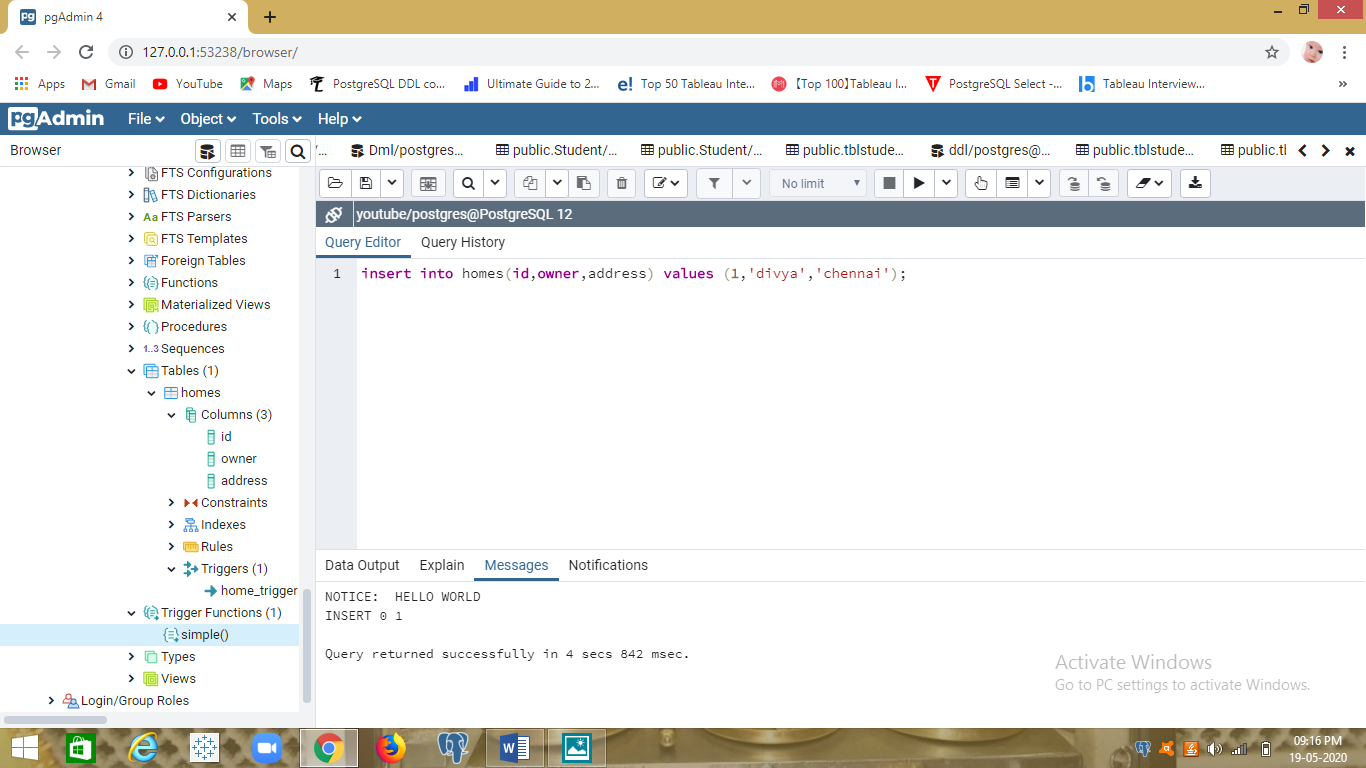 pgAdmin 4
127.0.0.1:53238/browser/
Apps Gmail YouTube Maps PostgreSQL DDL co... Ultimate Guide to 2... Top 50 Tableau Inte... 【Top 100】Tableau I... PostgreSQL Select -... Tableau Interview...
pgAdmin File Object Tools Help
Browser
Dml/postgres... public.Student/... public.Student/... public.tblstude... ddl/postgres@... public.tblstude... public.tl
FTS Configurations
FTS Dictionaries
FTS Parsers
FTS Templates
Foreign Tables
Functions
Materialized Views
Procedures
1..3 Sequences
Tables (1)
homes
Columns (3)
id
owner
address
Constraints
Indexes
Rules
Triggers (1)
home_trigger
Trigger Functions (1)
simple()
Types
Views
Login/Group Roles
No limit
youtube/postgres@PostgreSQL 12
Query Editor Query History
1 insert into homes(id,owner,address) values (1,'divya','chennai');
Data Output Explain Messages Notifications
NOTICE:  HELLO WORLD
INSERT 0 1
Query returned successfully in 4 secs 842 msec.
Activate Windows
Go to PC settings to activate Windows.
09:16 PM
19-05-2020